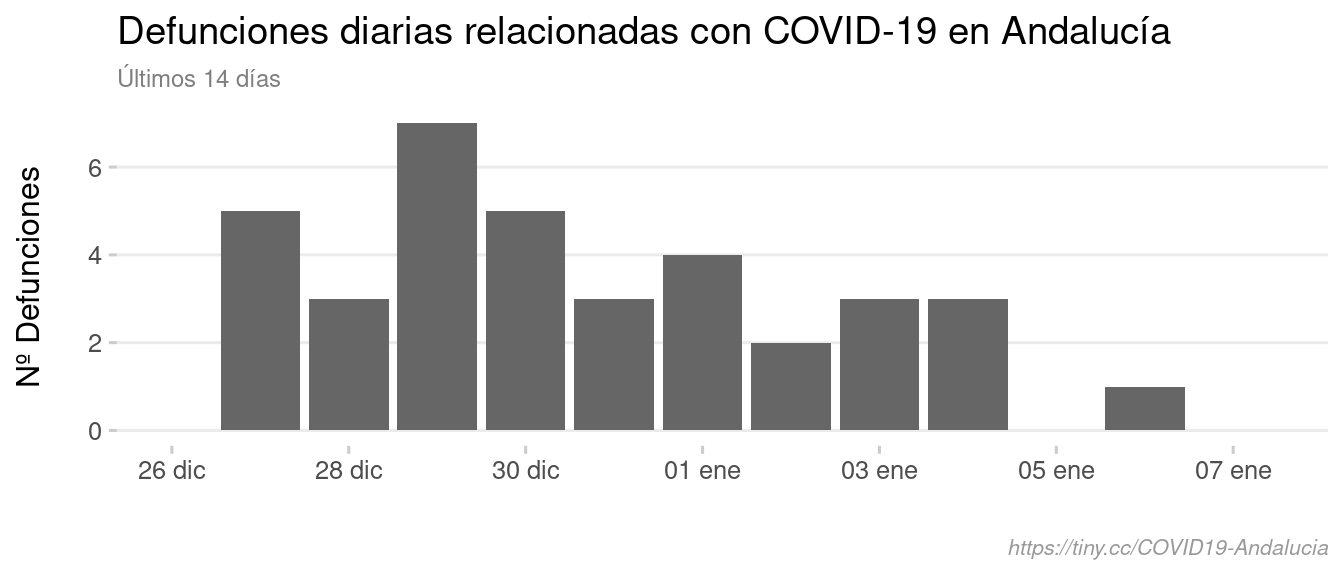 Defunciones diarias relacionadas con COVID-19 en Andalucía
Últimos 14 días
Nº Defunciones
6
4
2
0
26 dic 28 dic 30 dic 01 ene 03 ene 05 ene 07 ene
https://tiny.cc/COVID19-Andalucia